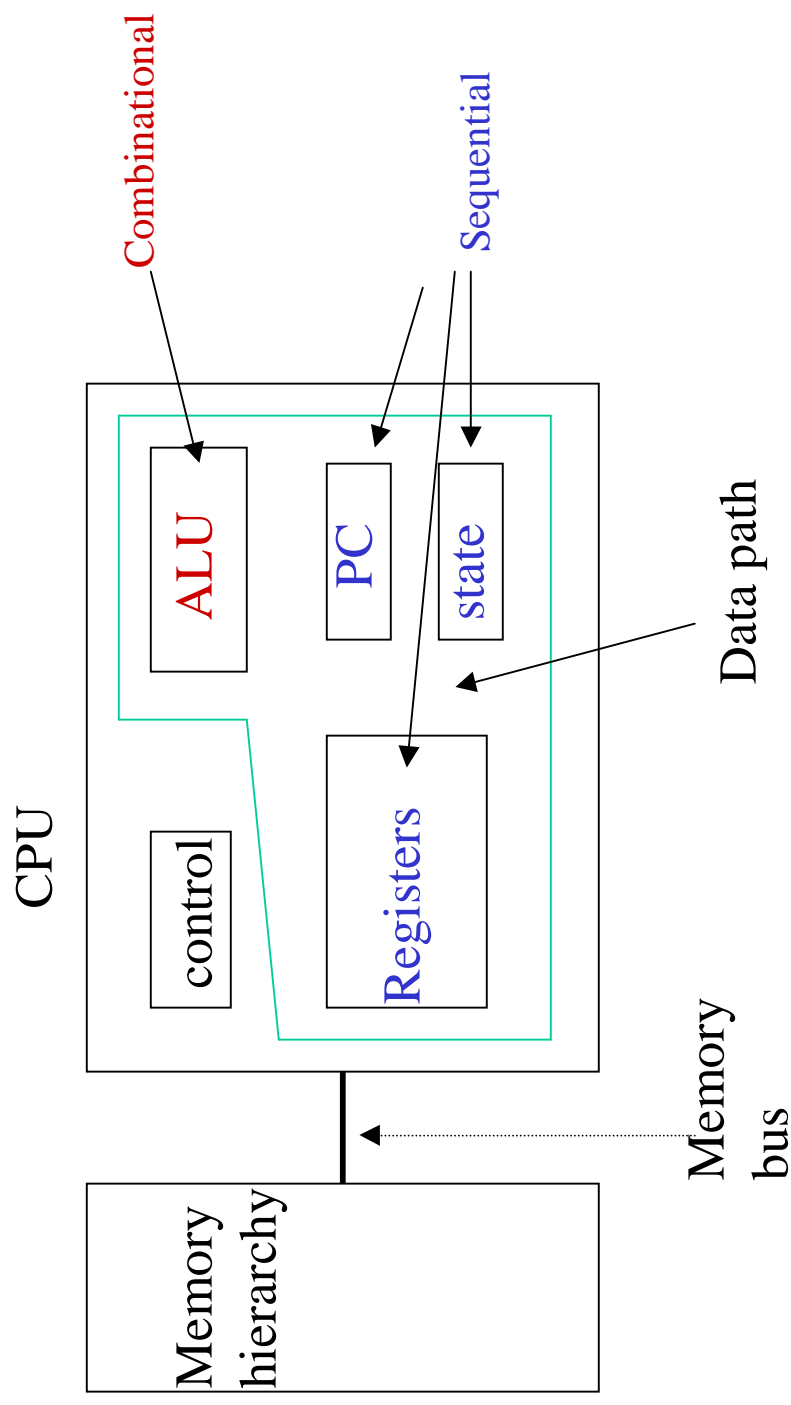 CPU
Combinational
control
ALU
Memory
hierarchy
Registers
PC
state
Sequential
Memory
bus
Data path